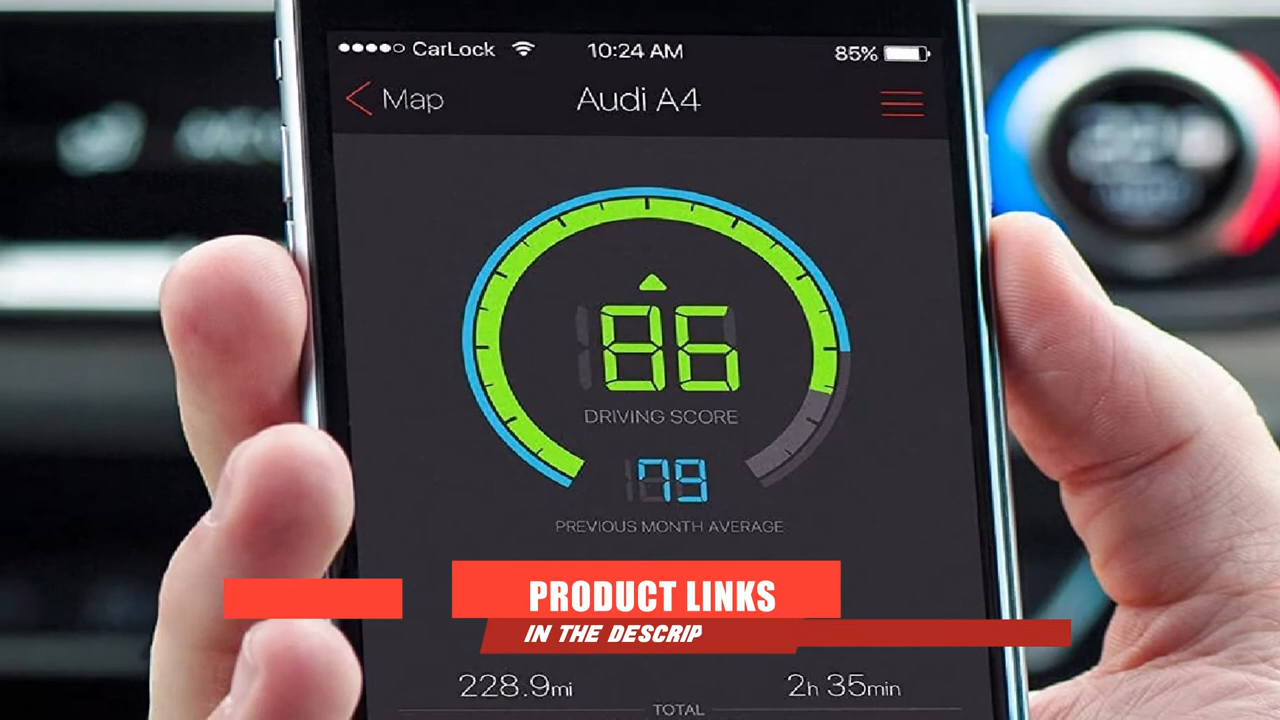 CarLock 10:24 AM 85%
Map Audi A4
86
DRIVING SCORE
79
PREVIOUS MONTH AVERAGE
PRODUCT LINKS
IN THE DESCRIP
228.9mi 2h 35min
TOTAL